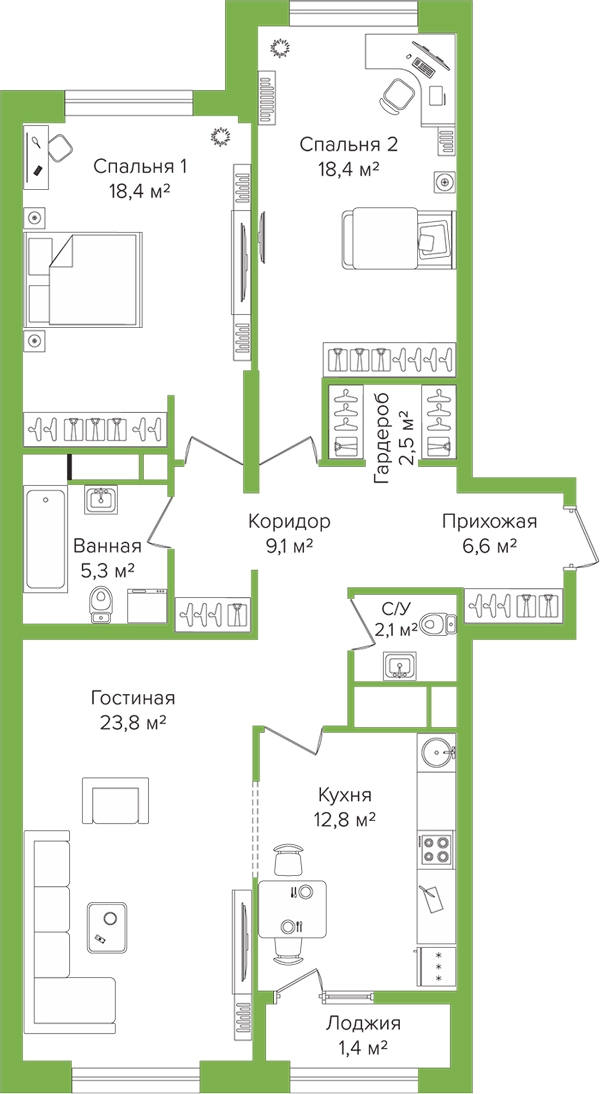 Спальня 2
18,4 м²
Спальня 1
18,4 м²
Гардероб
2,5 м²
Коридор
9,1 м²
Прихожая
6,6 м²
Ванная
5,3 м²
С/У
2,1 м²
Гостиная
23,8 м²
Кухня
12,8 м²
Лоджия
1,4 м²